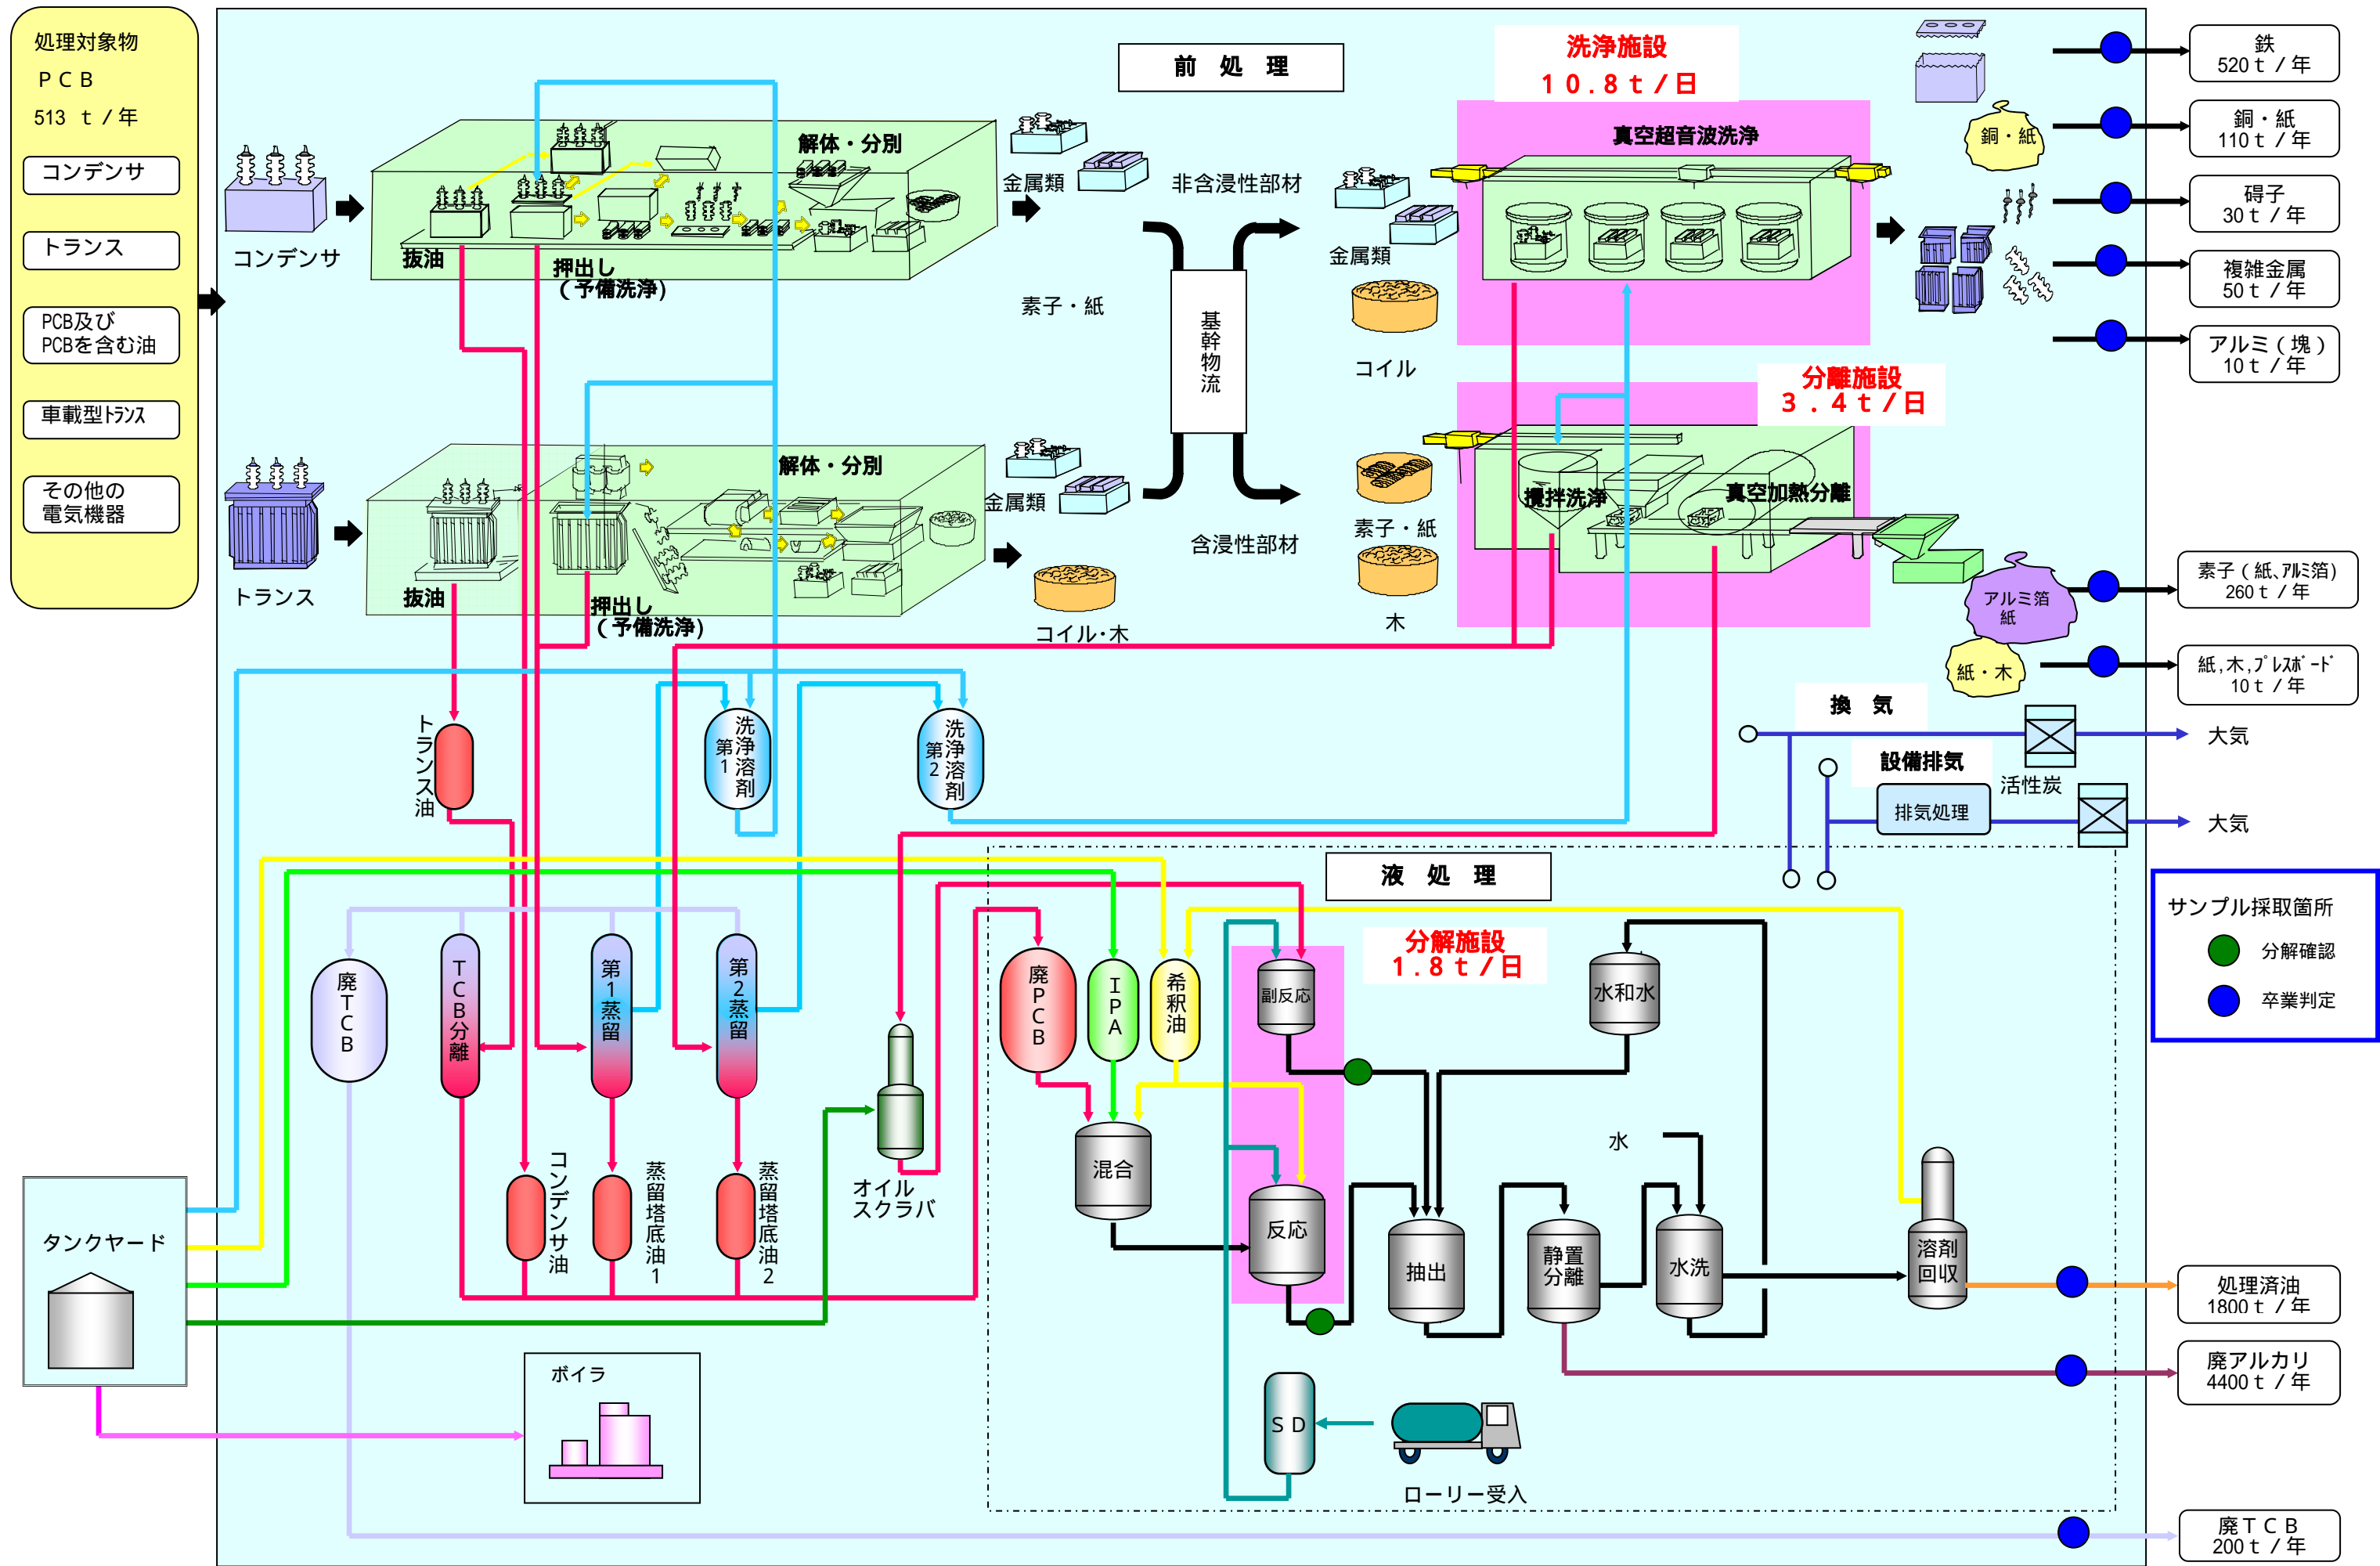 処理対象物
ＰＣＢ
513 ｔ／年
コンデンサ
トランス
PCB及び
PCBを含む油
車載型ﾄﾗﾝｽ
その他の
電気機器
前　処　理
コンデンサ
解体・分別
抜油
押出し
（予備洗浄）
金属類
素子・紙
トランス
解体・分別
抜油
押出し
（予備洗浄）
金属類
コイル・木
非含浸性部材
基幹物流
含浸性部材
金属類
コイル
素子・紙
木
洗浄施設
１０.８ｔ／日
真空超音波洗浄
分離施設
３．４ｔ／日
攪拌洗浄
真空加熱分離
銅・紙
アルミ箔
紙
紙・木
鉄
520ｔ／年
銅・紙
110ｔ／年
碍子
30ｔ／年
複雑金属
50ｔ／年
アルミ（塊）
10ｔ／年
素子（紙､ｱﾙﾐ箔）
260ｔ／年
紙,木,ﾌﾟﾚｽﾎﾞｰﾄﾞ
10ｔ／年
換　気
活性炭
大気
設備排気
排気処理
大気
トランス油
第1
洗浄溶剤
第2
洗浄溶剤
液　処　理
分解施設
１.８ｔ／日
廃ＴＣＢ
ＴＣＢ分離
第1蒸留
第2蒸留
オイル
スクラバ
廃ＰＣＢ
ＩＰＡ
希釈油
副反応
水和水
混合
反応
抽出
静置
分離
水
水洗
溶剤
回収
コンデンサ油
蒸留塔底油1
蒸留塔底油2
タンクヤード
ボイラ
ＳＤ
ローリー受入
サンプル採取箇所
分解確認
卒業判定
処理済油
1800ｔ／年
廃アルカリ
4400ｔ／年
廃ＴＣＢ
200ｔ／年